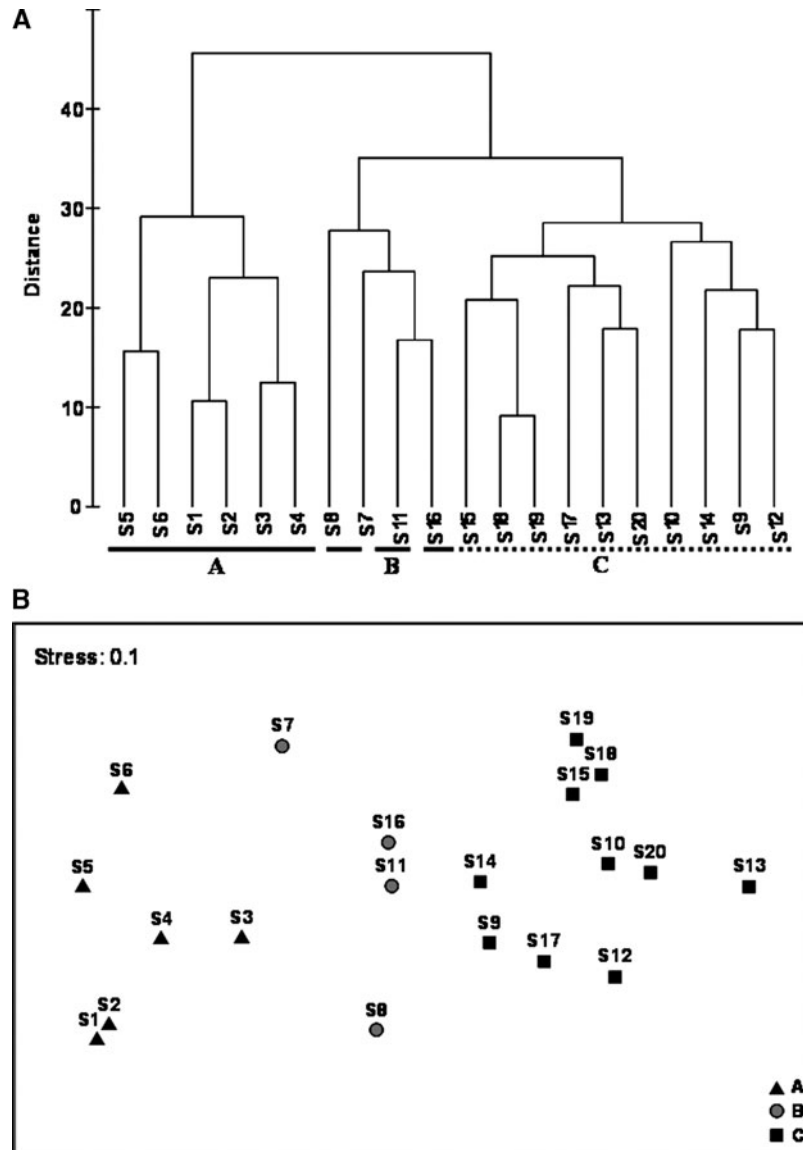 A
40
30
20
10
0
Distance
S5 S6 S1 S2 S3 S4 S8 S7 S11 S16 S15 S18 S19 S17 S13 S20 S10 S14 S9 S12
A B C
B
Stress: 0.1
S19
S7
S18
S6
S15
S16
S10
S20
S5
S11
S14
S13
S4
S3
S9
S17
S12
S2
S1
S8
A
B
C